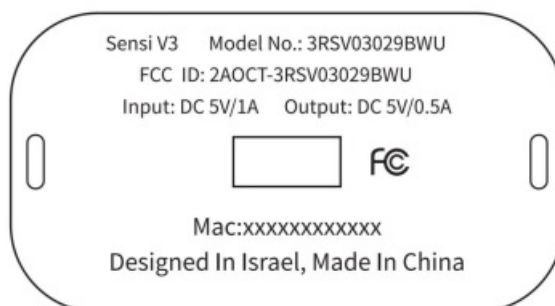 Sensi V3 Model No.: 3RSV03029BWU
FCC ID: 2AOCT-3RSV03029BWU
Input: DC 5V/1A Output: DC 5V/0.5A
FC
Mac:xxxxxxxxxxxx
Designed In Israel, Made In China